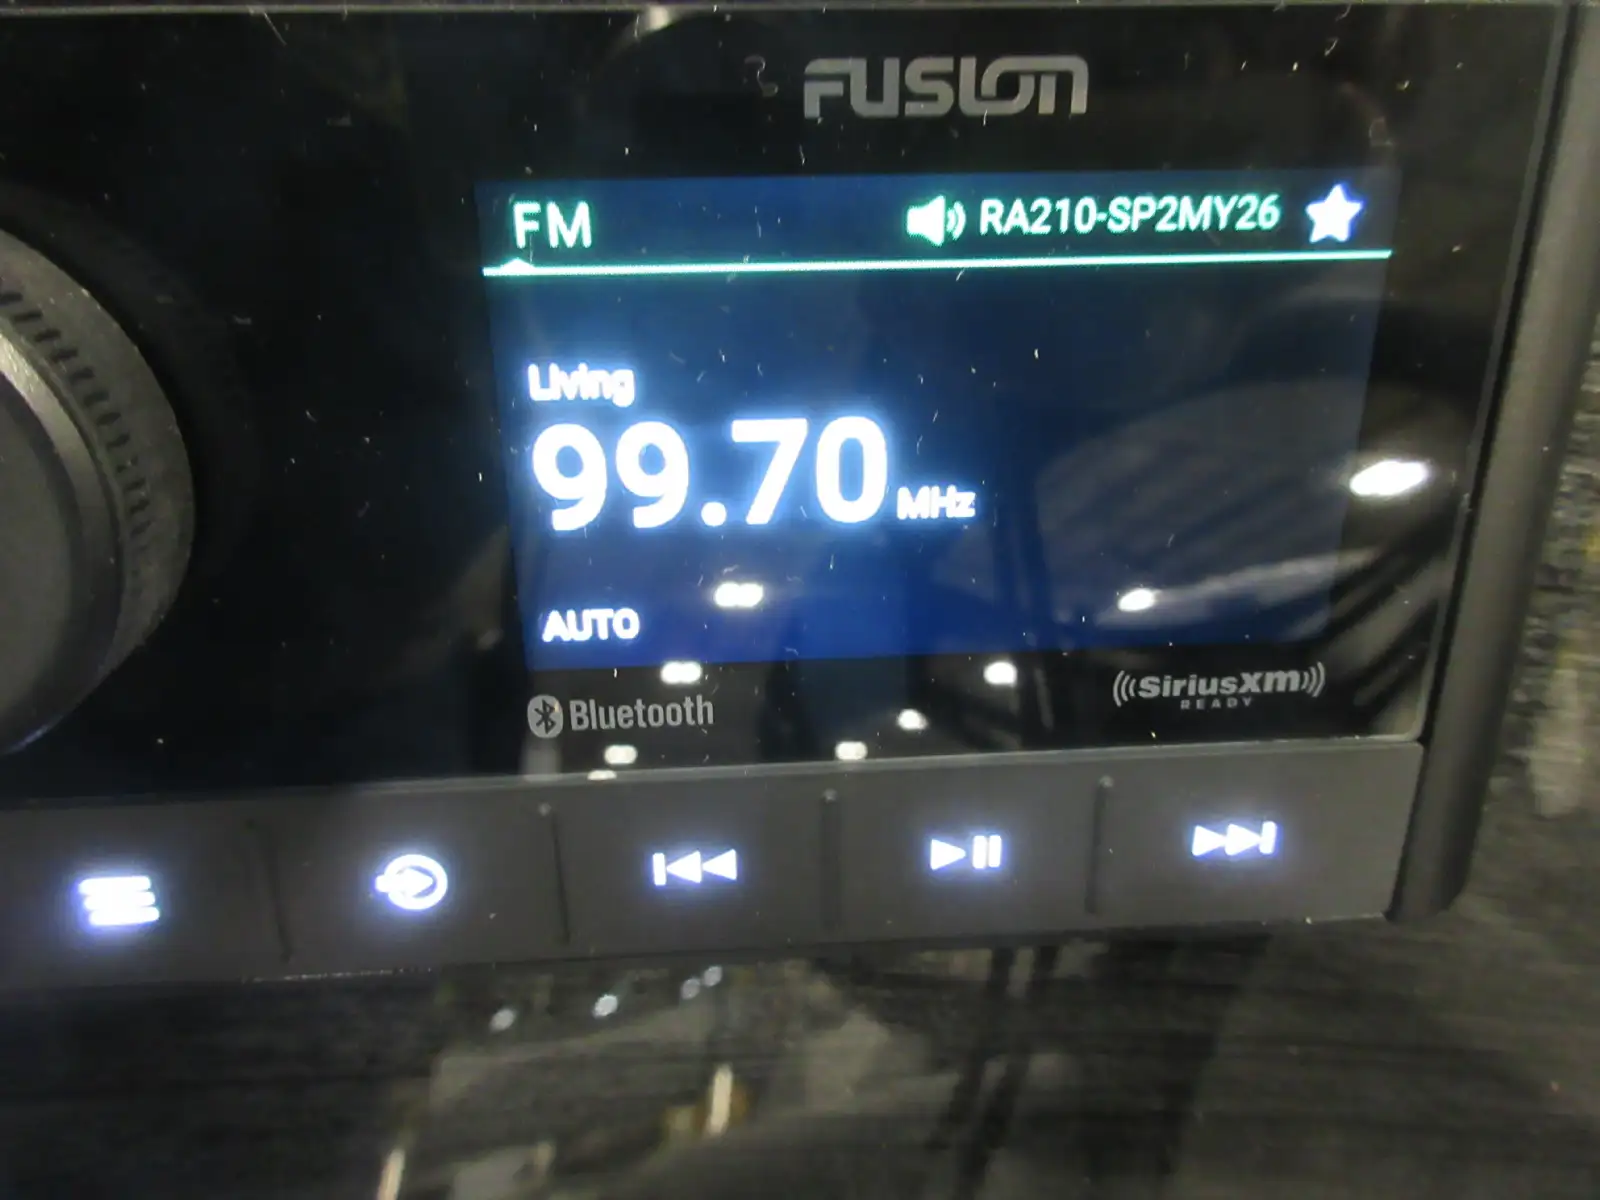 FUSION
FM RA210-SP2MY26
Living
99.70 MHz
AUTO
Bluetooth
SiriusXM
READY